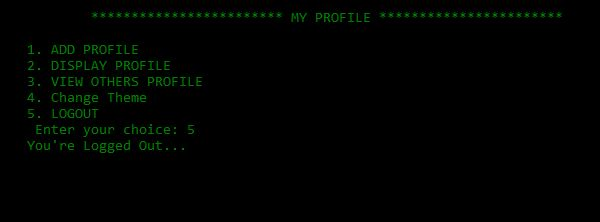 ************************ MY PROFILE ***********************
1. ADD PROFILE
2. DISPLAY PROFILE
3. VIEW OTHERS PROFILE
4. Change Theme
5. LOGOUT
Enter your choice: 5
You're Logged Out...